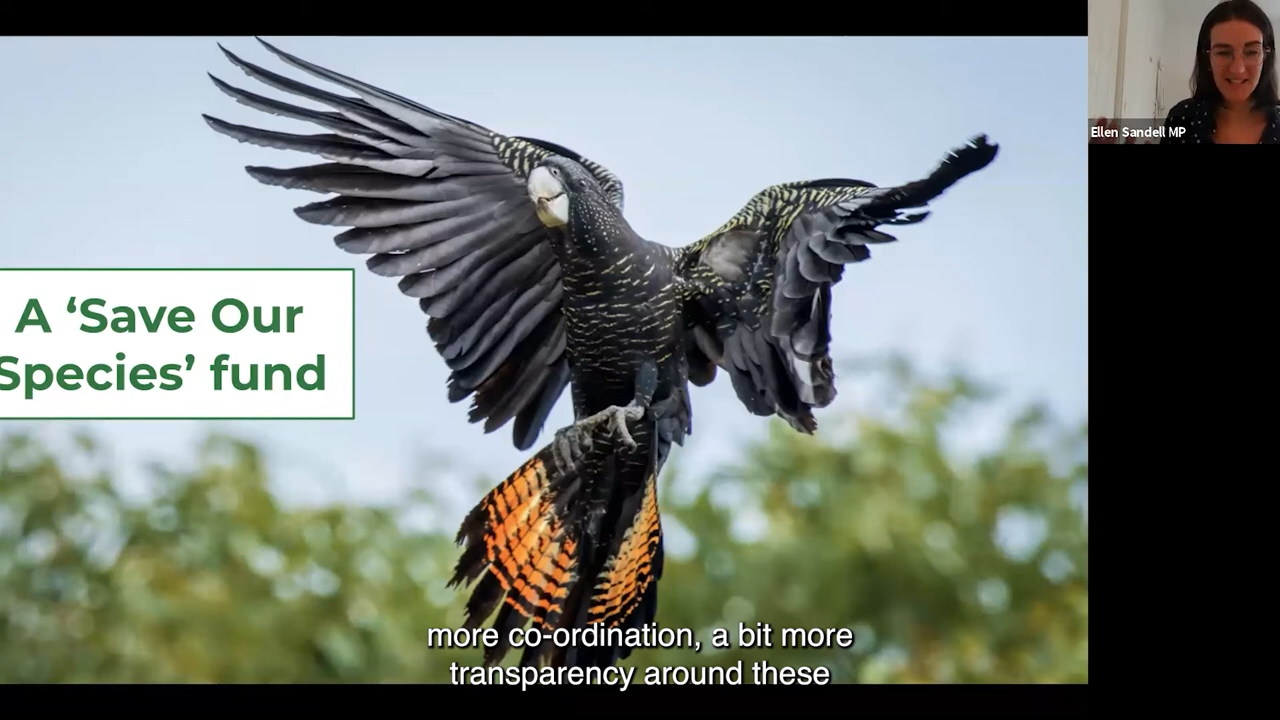 Ellen Sandell MP
A ‘Save Our
Species’ fund
more co-ordination, a bit more
transparency around these